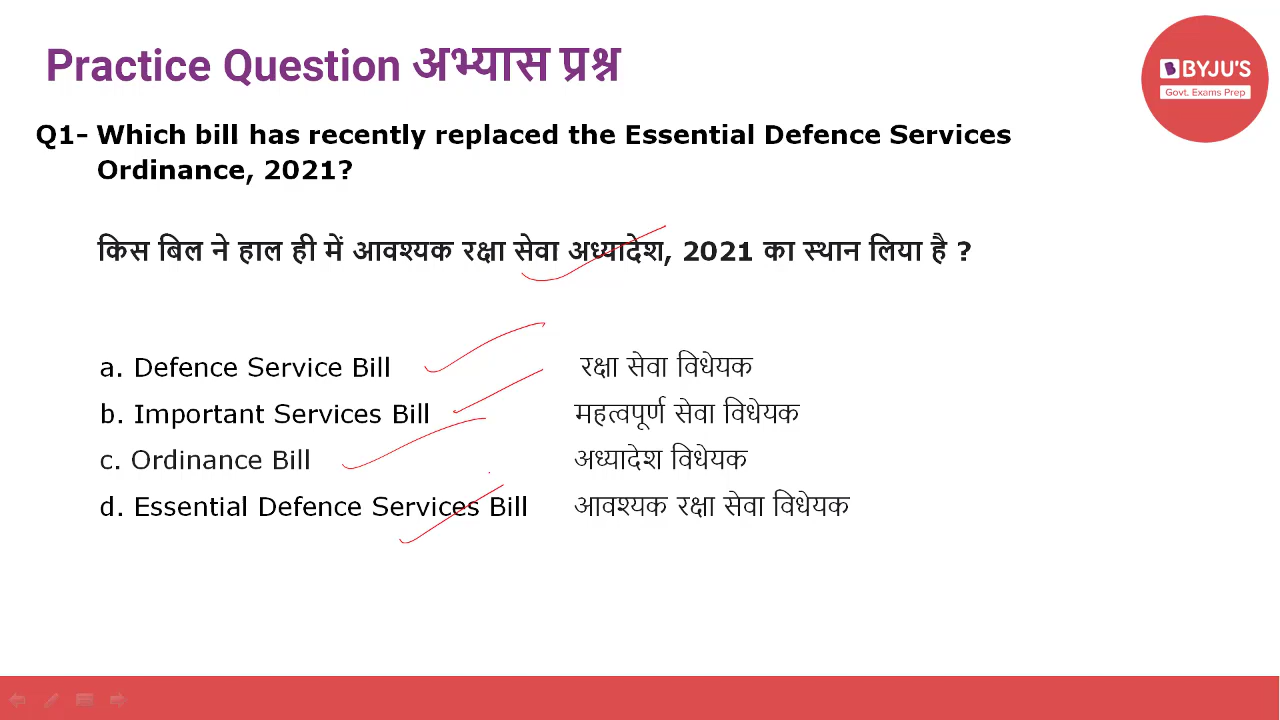 Practice Question अभ्यास प्रश्न
BYJU'S
Govt. Exams Prep
Q1- Which bill has recently replaced the Essential Defence Services
Ordinance, 2021?
किस बिल ने हाल ही में आवश्यक रक्षा सेवा अध्यादेश, 2021 का स्थान लिया है ?
a. Defence Service Bill रक्षा सेवा विधेयक
b. Important Services Bill महत्वपूर्ण सेवा विधेयक
c. Ordinance Bill अध्यादेश विधेयक
d. Essential Defence Services Bill आवश्यक रक्षा सेवा विधेयक